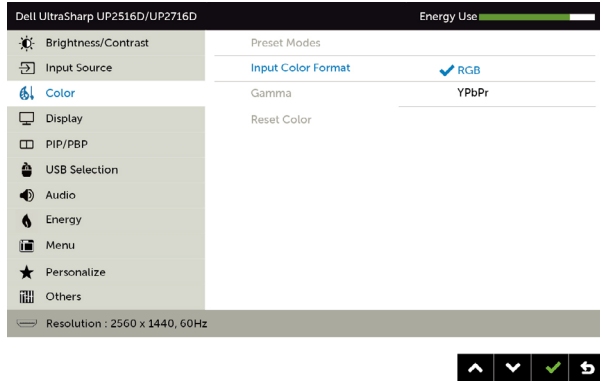 Dell UltraSharp UP2516D/UP2716D Energy Use
Brightness/Contrast Preset Modes
Input Source Input Color Format RGB
Color Gamma YPbPr
Display Reset Color
PIP/PBP
USB Selection
Audio
Energy
Menu
Personalize
Others
Resolution : 2560 x 1440, 60Hz